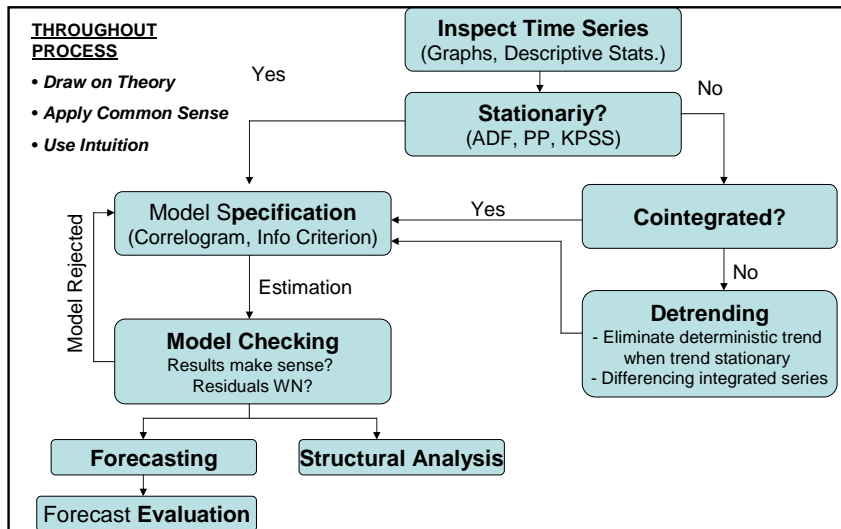 THROUGHOUT
PROCESS
• Draw on Theory
• Apply Common Sense
• Use Intuition
Inspect Time Series
(Graphs, Descriptive Stats.)
Yes
No
Stationariy?
(ADF, PP, KPSS)
Model Specification
(Correlogram, Info Criterion)
Yes
Cointegrated?
Model Rejected
Estimation
No
Model Checking
Results make sense?
Residuals WN?
Detrending
- Eliminate deterministic trend
when trend stationary
- Differencing integrated series
Forecasting
Structural Analysis
Forecast Evaluation